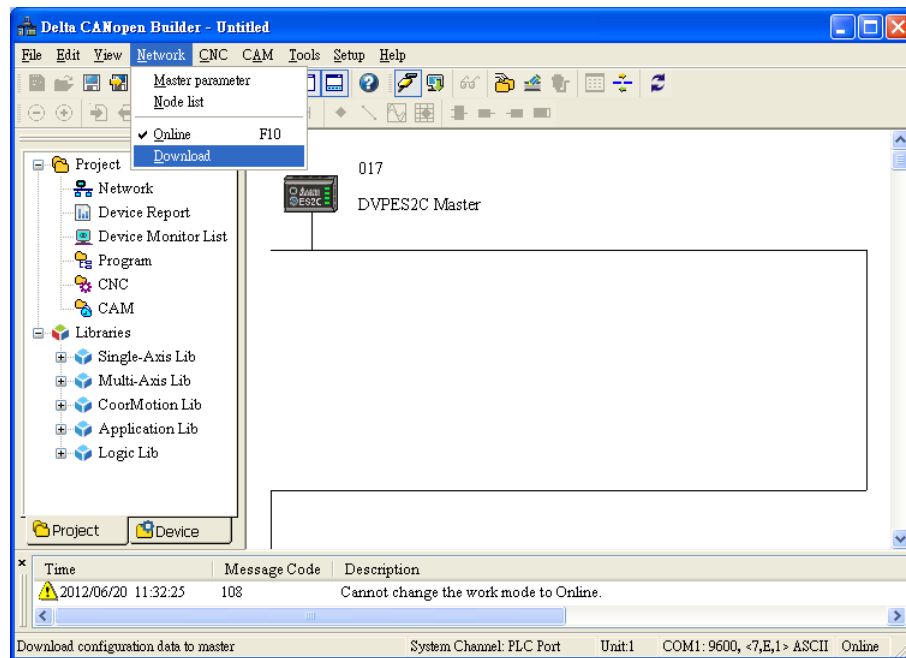 Delta CANopen Builder - Untitled
File Edit View Network CNC CAM Tools Setup Help
Master parameter
Node list
Online F10
Download
Project
Network
Device Report
Device Monitor List
Program
CNC
CAM
Libraries
Single-Axis Lib
Multi-Axis Lib
CoorMotion Lib
Application Lib
Logic Lib
017
ES2C
DVPES2C Master
Project Device
Time Message Code Description
2012/06/20 11:32:25 108 Cannot change the work mode to Online.
Download configuration data to master System Channel: PLC Port Unit:1 COM1: 9600, <7,E,1> ASCII Online